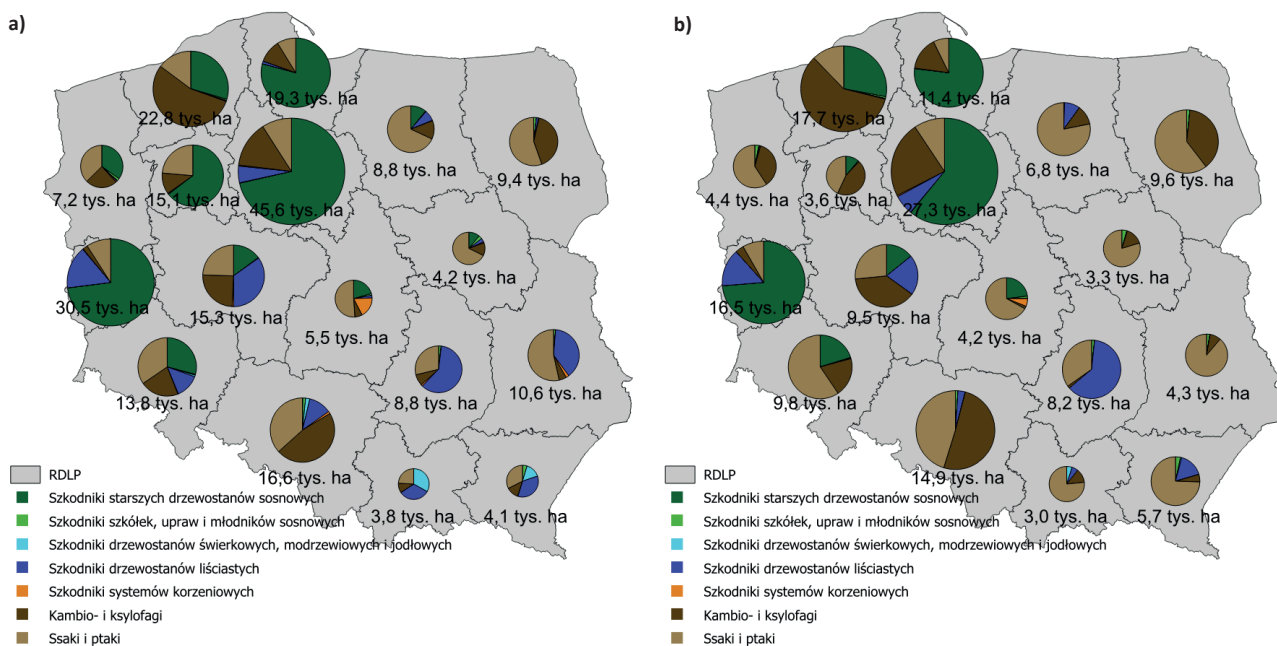 a)
22,8 tys. ha
19,3 tys. ha
8,8 tys. ha
9,4 tys. ha
7,2 tys. ha
15,1 tys. ha
45,6 tys. ha
4,2 tys. ha
30,5 tys. ha
15,3 tys. ha
5,5 tys. ha
10,6 tys. ha
13,8 tys. ha
8,8 tys. ha
16,6 tys. ha
3,8 tys. ha
4,1 tys. ha
RDLP
Szkodniki starszych drzewostanów sosnowych
Szkodniki szkółek, upraw i młodników sosnowych
Szkodniki drzewostanów świerkowych, modrzewiowych i jodłowych
Szkodniki drzewostanów liściastych
Szkodniki systemów korzeniowych
Kambio- i ksylofagi
Ssaki i ptaki
b)
17,7 tys. ha
11,4 tys. ha
6,8 tys. ha
9,6 tys. ha
4,4 tys. ha
3,6 tys. ha
27,3 tys. ha
3,3 tys. ha
16,5 tys. ha
9,5 tys. ha
4,2 tys. ha
4,3 tys. ha
9,8 tys. ha
8,2 tys. ha
14,9 tys. ha
3,0 tys. ha
5,7 tys. ha
RDLP
Szkodniki starszych drzewostanów sosnowych
Szkodniki szkółek, upraw i młodników sosnowych
Szkodniki drzewostanów świerkowych, modrzewiowych i jodłowych
Szkodniki drzewostanów liściastych
Szkodniki systemów korzeniowych
Kambio- i ksylofagi
Ssaki i ptaki